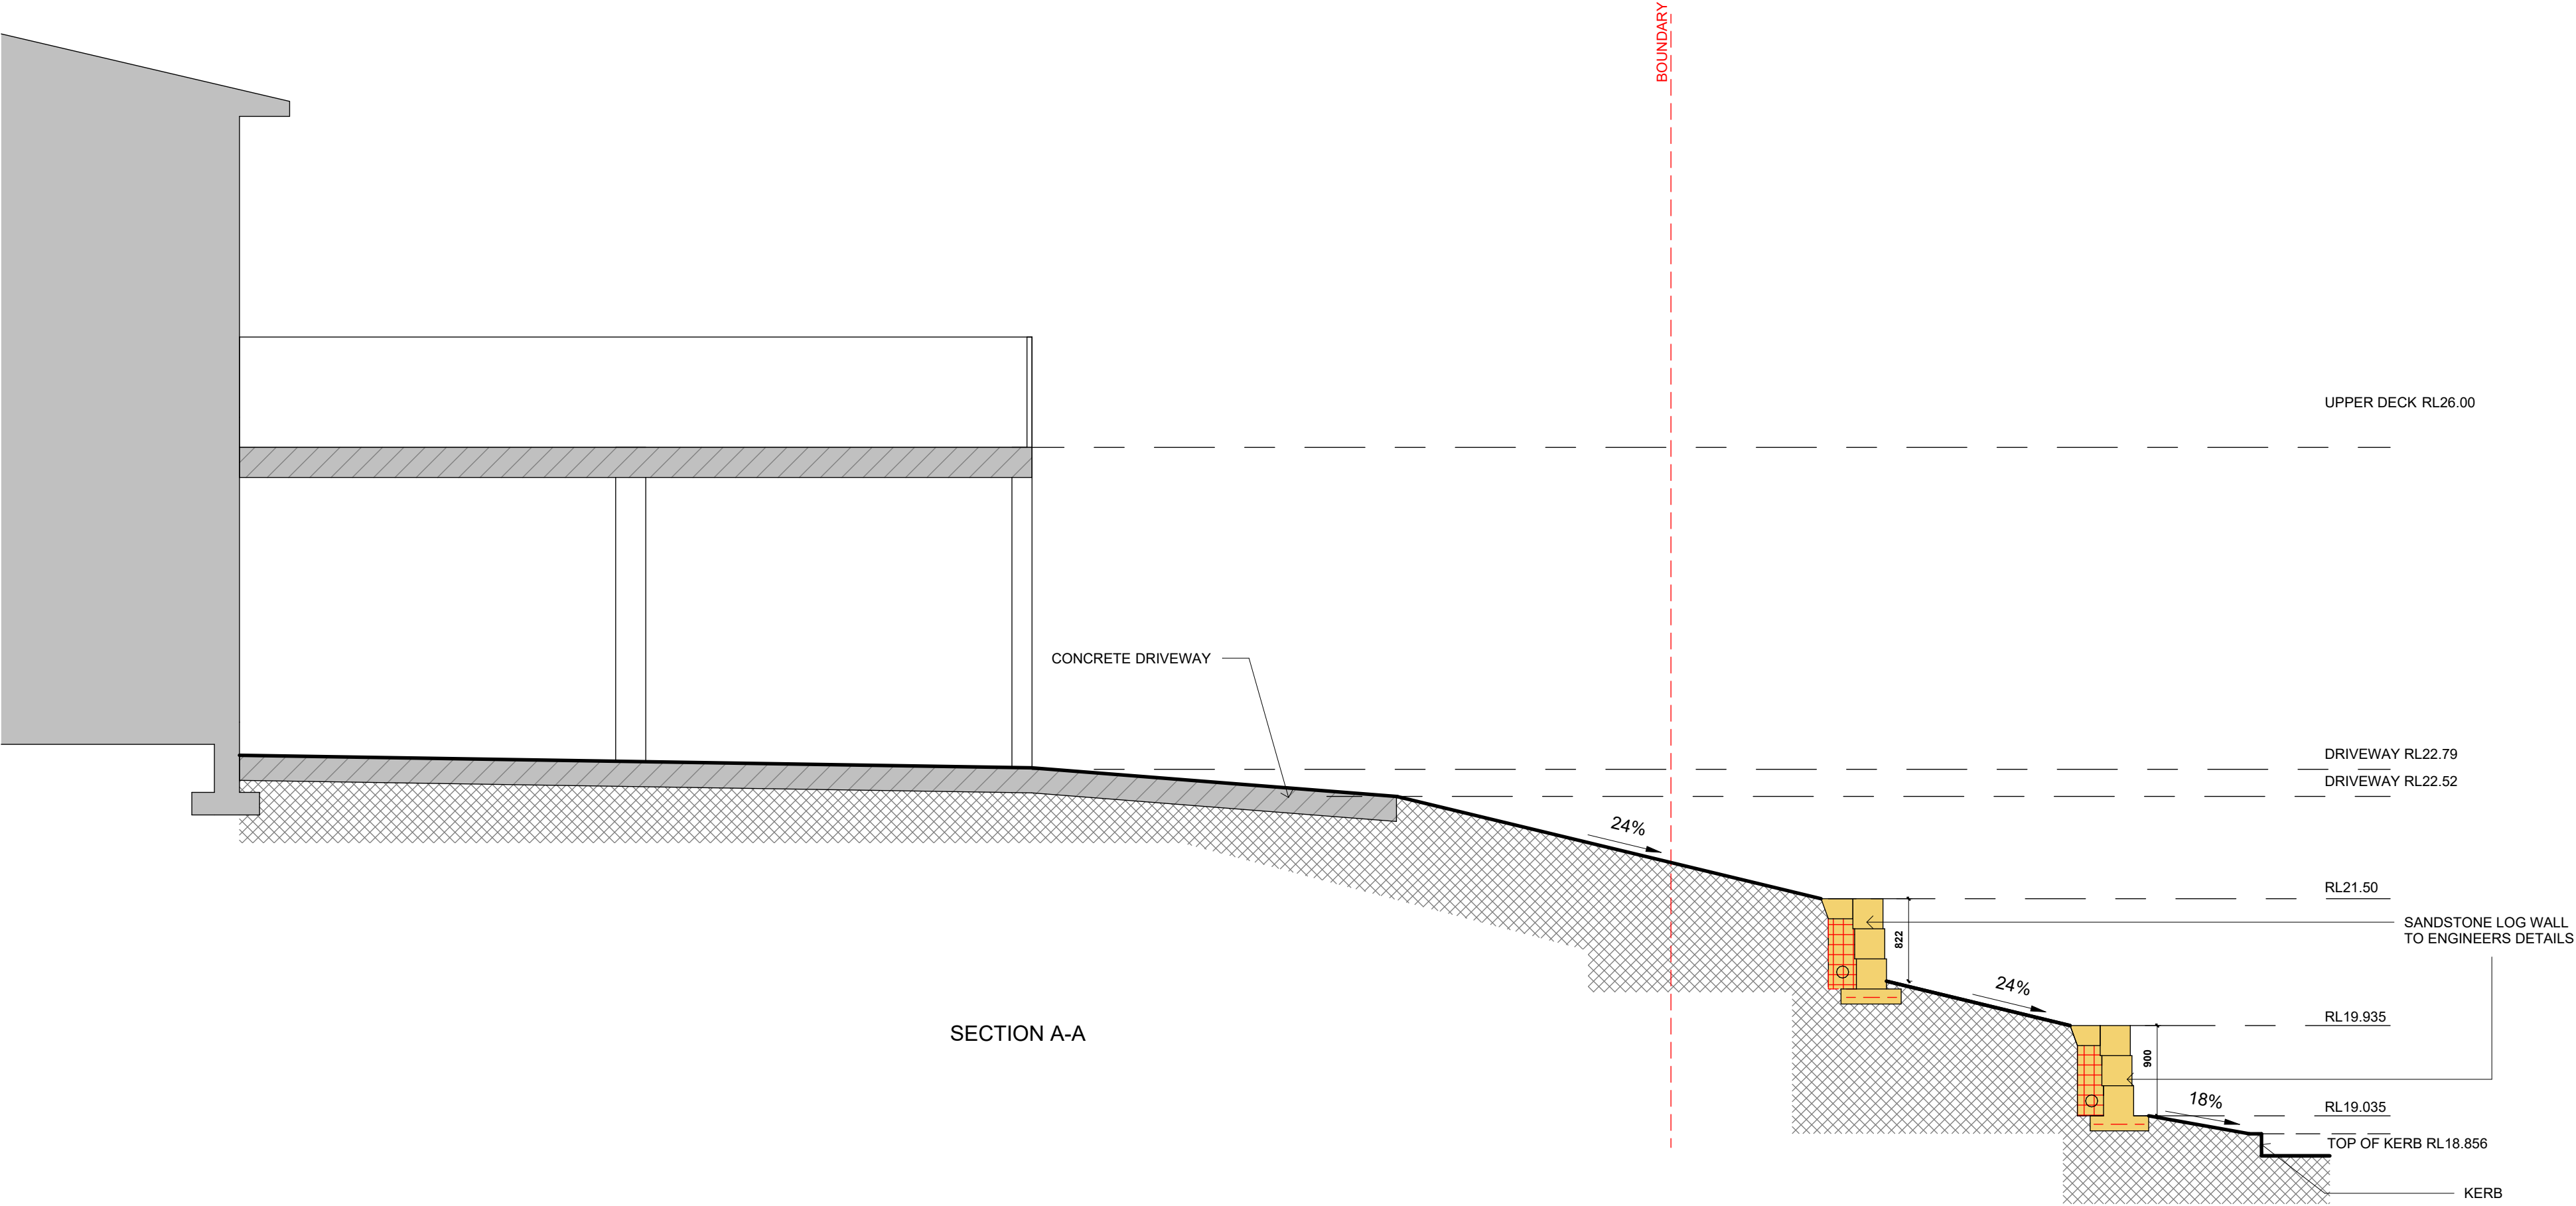 BOUNDARY
UPPER DECK RL26.00
CONCRETE DRIVEWAY
DRIVEWAY RL22.79
DRIVEWAY RL22.52
24%
RL21.50
SANDSTONE LOG WALL
TO ENGINEERS DETAILS
822
24%
RL19.935
SECTION A-A
900
18%
RL19.035
TOP OF KERB RL18.856
KERB